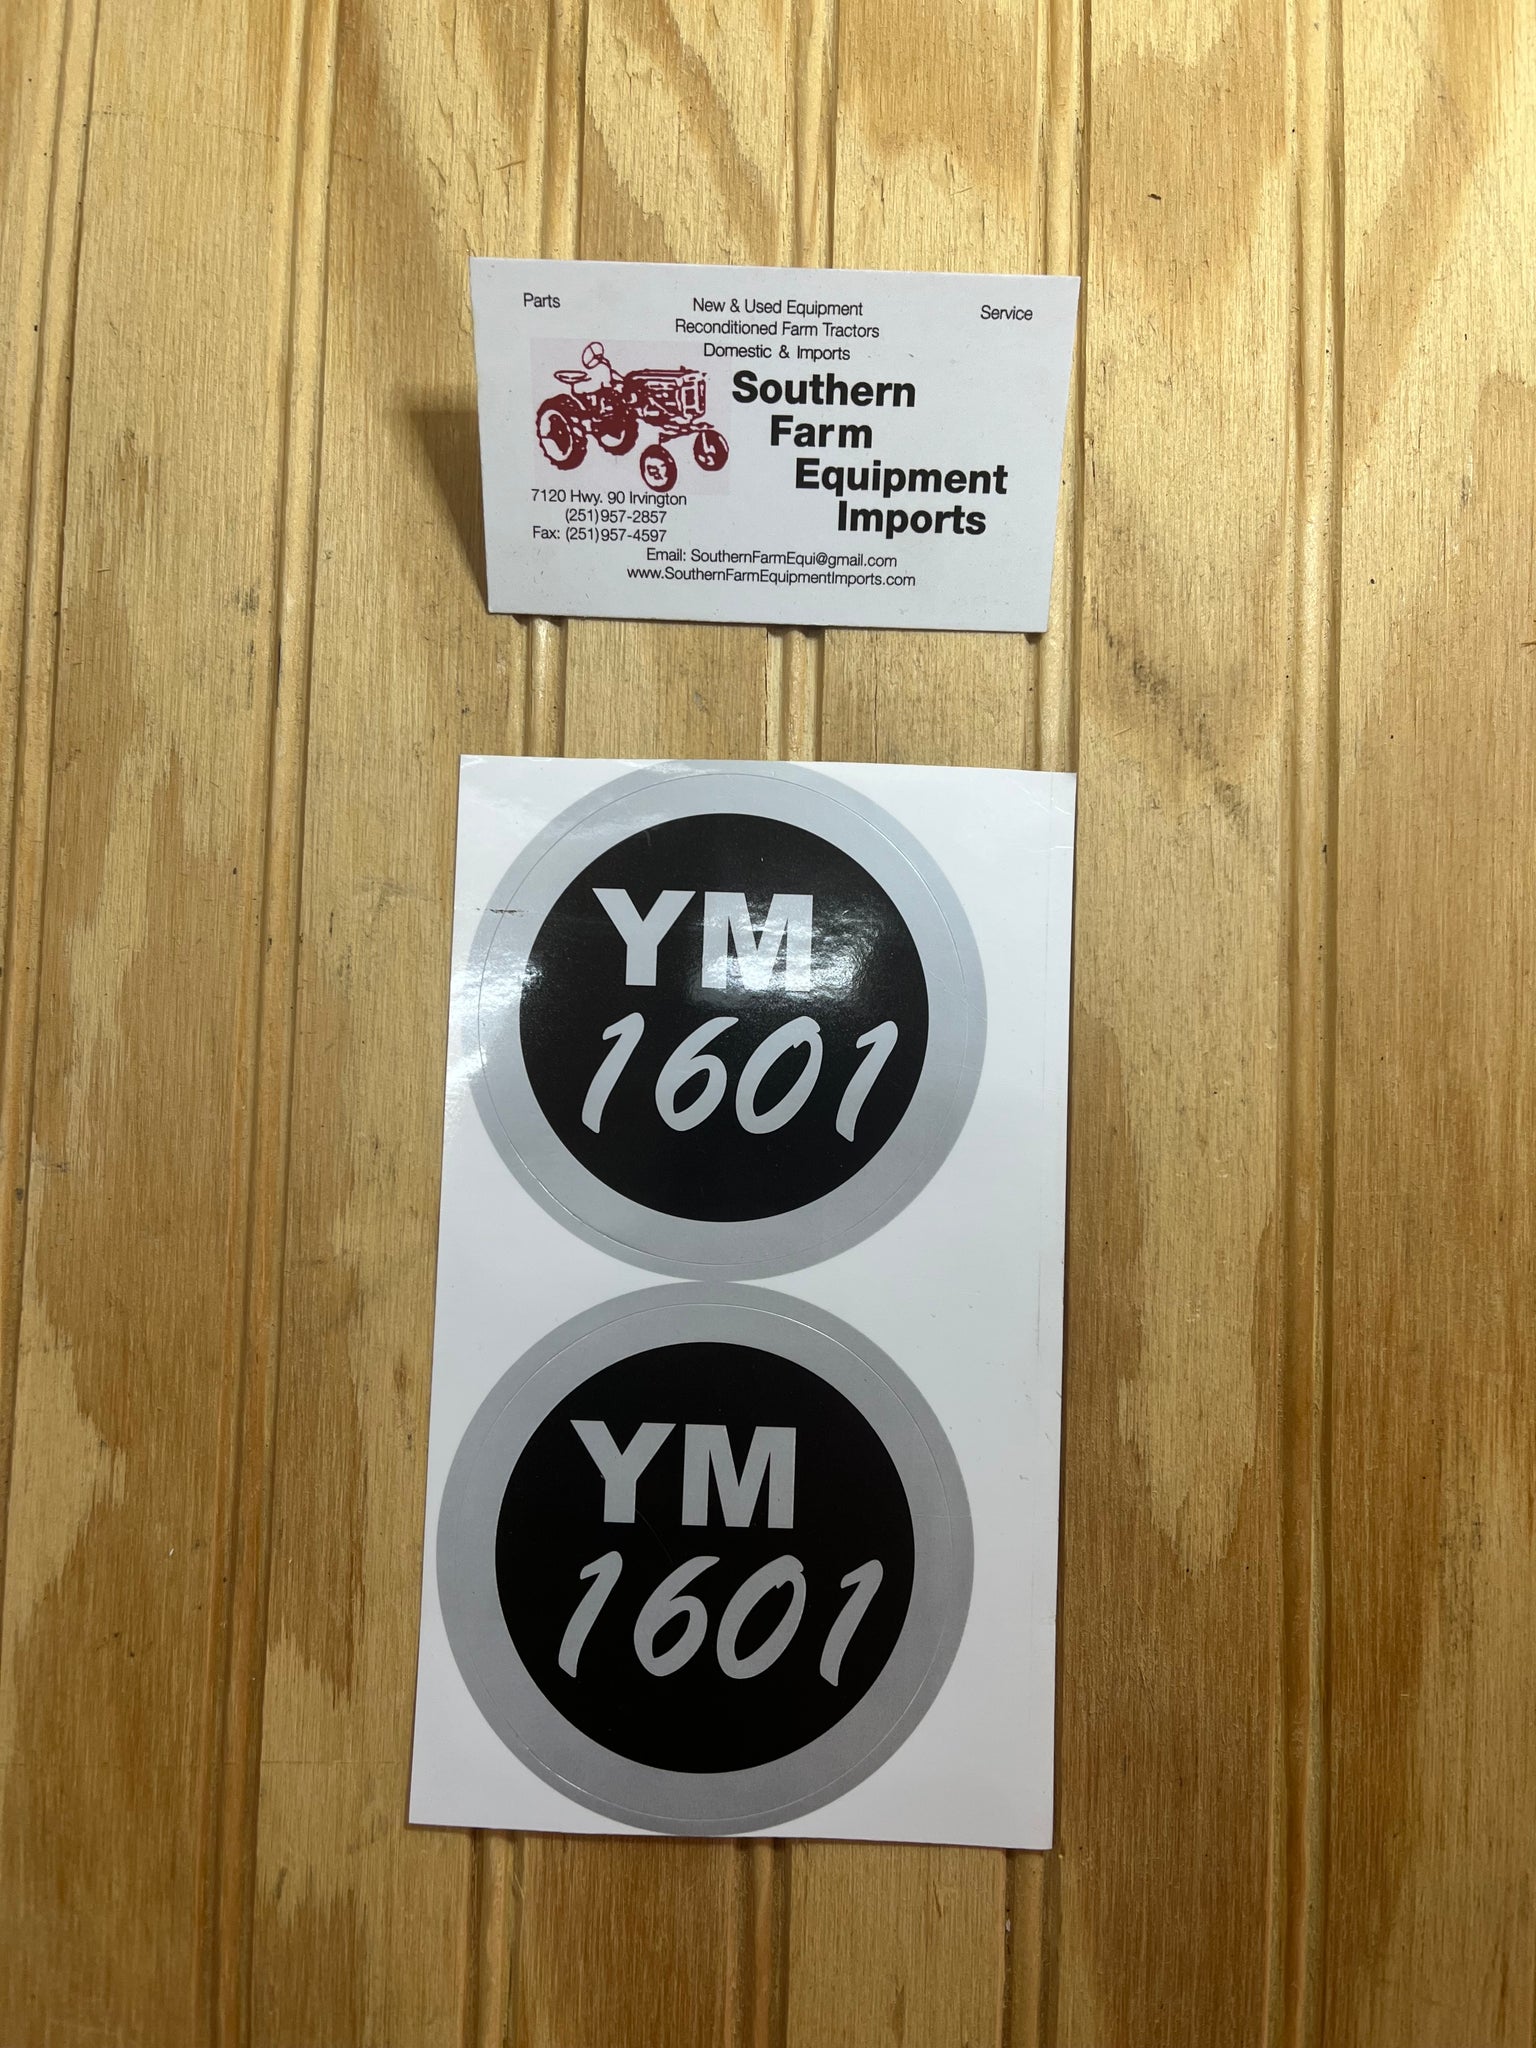 Parts
New & Used Equipment
Service
Reconditioned Farm Tractors
Domestic & Imports
Southern
Farm
Equipment
Imports
7120 Hwy. 90 Irvington
(251)957-2857
Fax: (251)957-4597
Email: SouthernFarmEqui@gmail.com
www.SouthernFarmEquipmentImports.com
YM
1601
YM
1601